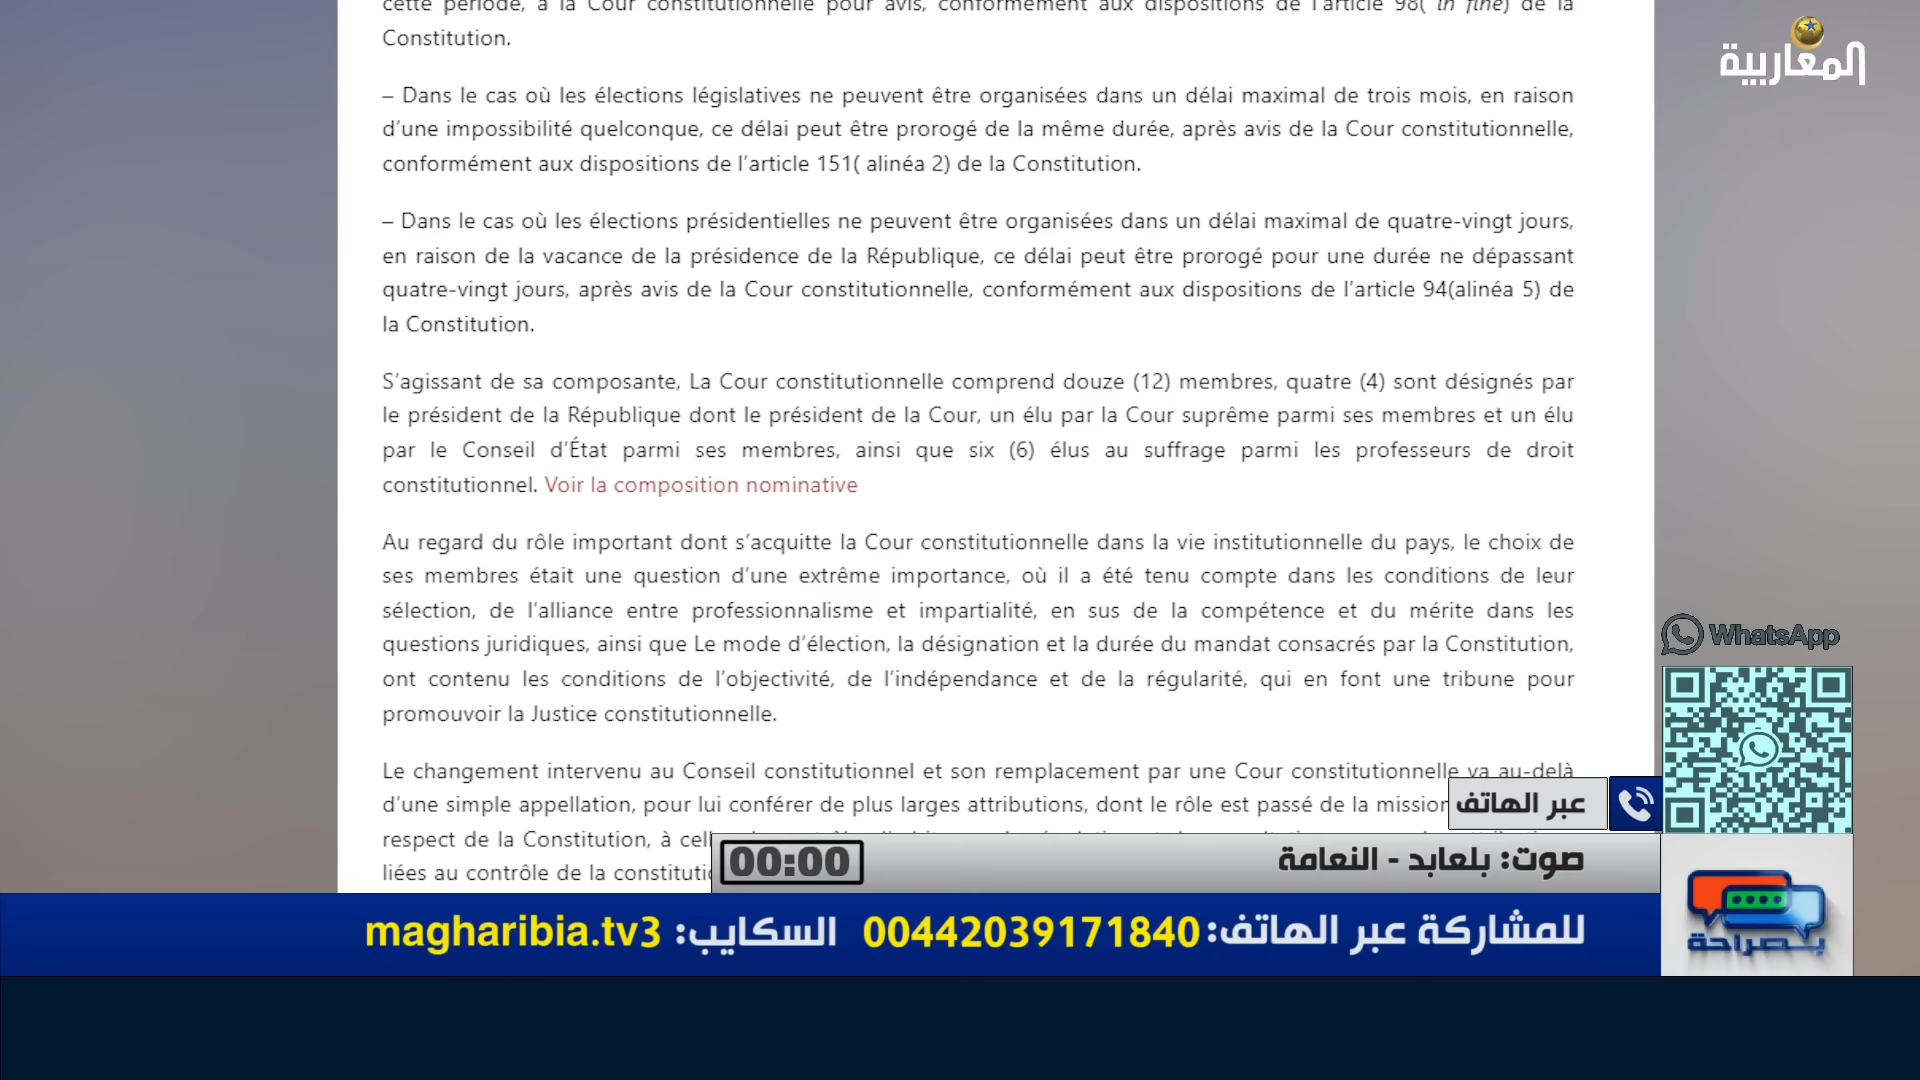 cette période, à la Cour constitutionnelle pour avis, conformément aux dispositions de l’article 98( in fine) de la
Constitution.
– Dans le cas où les élections législatives ne peuvent être organisées dans un délai maximal de trois mois, en raison
d’une impossibilité quelconque, ce délai peut être prorogé de la même durée, après avis de la Cour constitutionnelle,
conformément aux dispositions de l’article 151( alinéa 2) de la Constitution.
– Dans le cas où les élections présidentielles ne peuvent être organisées dans un délai maximal de quatre-vingt jours,
en raison de la vacance de la présidence de la République, ce délai peut être prorogé pour une durée ne dépassant
quatre-vingt jours, après avis de la Cour constitutionnelle, conformément aux dispositions de l’article 94(alinéa 5) de
la Constitution.
S’agissant de sa composante, La Cour constitutionnelle comprend douze (12) membres, quatre (4) sont désignés par
le président de la République dont le président de la Cour, un élu par la Cour suprême parmi ses membres et un élu
par le Conseil d’État parmi ses membres, ainsi que six (6) élus au suffrage parmi les professeurs de droit
constitutionnel. Voir la composition nominative
Au regard du rôle important dont s’acquitte la Cour constitutionnelle dans la vie institutionnelle du pays, le choix de
ses membres était une question d’une extrême importance, où il a été tenu compte dans les conditions de leur
sélection, de l’alliance entre professionnalisme et impartialité, en sus de la compétence et du mérite dans les
questions juridiques, ainsi que Le mode d’élection, la désignation et la durée du mandat consacrés par la Constitution,
ont contenu les conditions de l’objectivité, de l’indépendance et de la régularité, qui en font une tribune pour
promouvoir la Justice constitutionnelle.
Le changement intervenu au Conseil constitutionnel et son remplacement par une Cour constitutionnelle va au-delà
d’une simple appellation, pour lui conférer de plus larges attributions, dont le rôle est passé de la mission
respect de la Constitution, à
liées au contrôle de la
المغاربية
WhatsApp
عبر الهاتف
صوت: بلعابد - النعامة
00:00
للمشاركة عبر الهاتف: 00442039171840 السكايب: magharibia.tv3
بصراحة